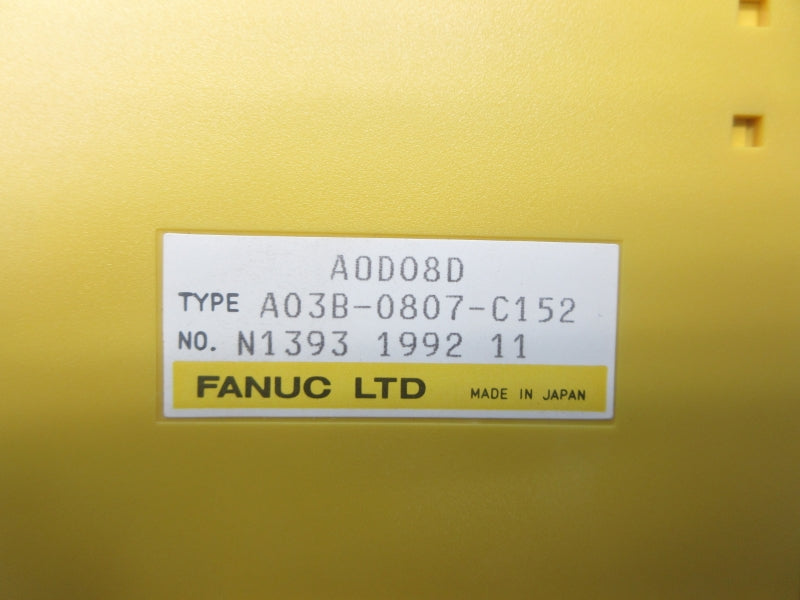 AOD08D
TYPE A03B-0807-C152
NO. N1393 1992 11
FANUC LTD MADE IN JAPAN